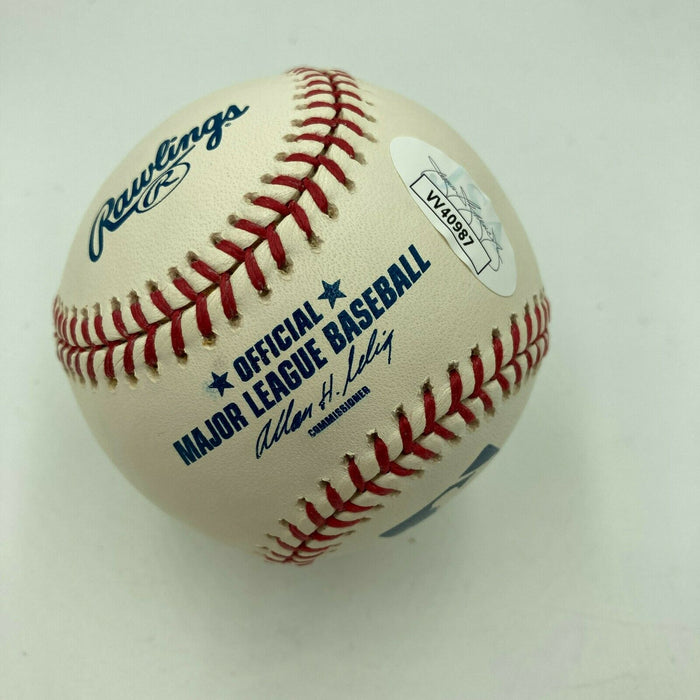 Rawlings
R
★ OFFICIAL ★
MAJOR LEAGUE BASEBALL
Allan H. Selig
COMMISSIONER
VV40987